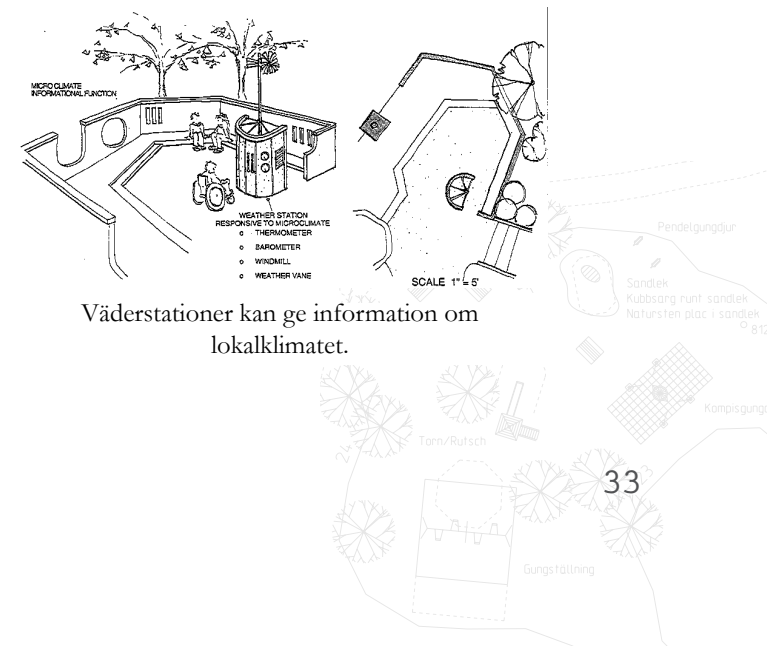 MICRO CLIMATE
INFORMATIONAL FUNCTION
WEATHER STATION
RESPONSIVE TO MICROCLIMATE
o THERMOMETER
o BAROMETER
o WINDMILL
o WEATHER VANE
SCALE 1" = 5'
Väderstationer kan ge information om
lokalklimatet.
Pendelgungdjur
Sandlek
Kubbsarg runt sandlek
Natursten plac i sandlek
812
Torn/Rutsch
33
Gungställning